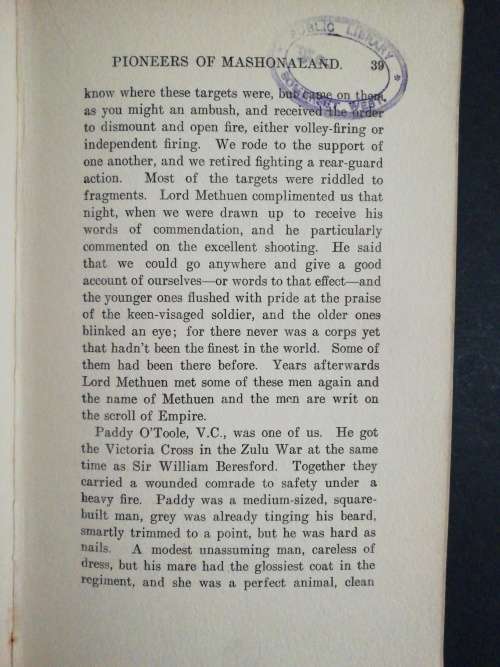 PUBLIC LIBRARY
SOMERSET WEST
PIONEERS OF MASHONALAND. 39
know where these targets were, but came on them
as you might an ambush, and received the order
to dismount and open fire, either volley-firing or
independent firing. We rode to the support of
one another, and we retired fighting a rear-guard
action. Most of the targets were riddled to
fragments. Lord Methuen complimented us that
night, when we were drawn up to receive his
words of commendation, and he particularly
commented on the excellent shooting. He said
that we could go anywhere and give a good
account of ourselves—or words to that effect—and
the younger ones flushed with pride at the praise
of the keen-visaged soldier, and the older ones
blinked an eye; for there never was a corps yet
that hadn't been the finest in the world. Some of
them had been there before. Years afterwards
Lord Methuen met some of these men again and
the name of Methuen and the men are writ on
the scroll of Empire.
Paddy O'Toole, V.C., was one of us. He got
the Victoria Cross in the Zulu War at the same
time as Sir William Beresford. Together they
carried a wounded comrade to safety under a
heavy fire. Paddy was a medium-sized, square-
built man, grey was already tinging his beard,
smartly trimmed to a point, but he was hard as
nails. A modest unassuming man, careless of
dress, but his mare had the glossiest coat in the
regiment, and she was a perfect animal, clean